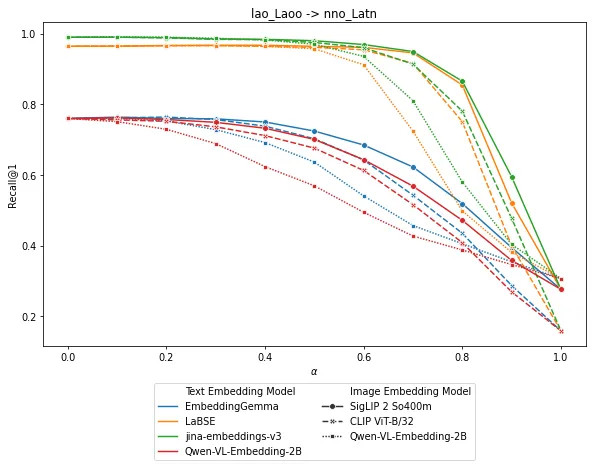 lao_Laoo -> nno_Latn
Recall@1
1.0
0.8
0.6
0.4
0.2
0.0 0.2 0.4 0.6 0.8 1.0
α
Text Embedding Model
EmbeddingGemma
LaBSE
jina-embeddings-v3
Qwen-VL-Embedding-2B
Image Embedding Model
SigLIP 2 So400m
CLIP ViT-B/32
Qwen-VL-Embedding-2B